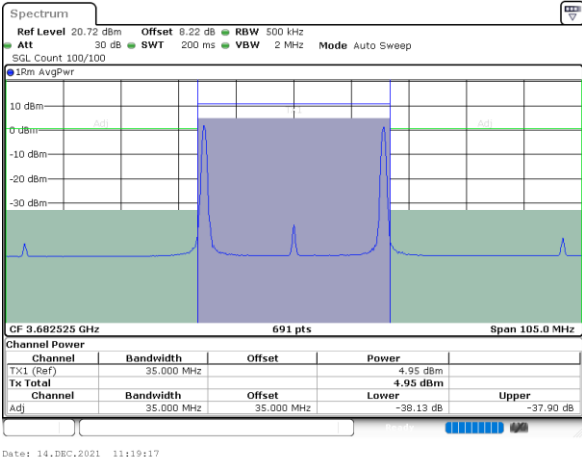 Spectrum
Ref Level 20.72 dBm Offset 8.22 dB RBW 500 kHz
Att 30 dB SWT 200 ms VBW 2 MHz Mode Auto Sweep
SGL Count 100/100
1Rm AvgPwr
10 dBm
Adj TX1 Adj
0 dBm
-10 dBm
-20 dBm
-30 dBm
CF 3.682525 GHz 691 pts Span 105.0 MHz
Channel Power
Channel Bandwidth Offset Power
TX1 (Ref) 35.000 MHz 4.95 dBm
Tx Total 4.95 dBm
Channel Bandwidth Offset Lower Upper
Adj 35.000 MHz 35.000 MHz -38.13 dB -37.90 dB
Ready
Date: 14.DEC.2021 11:19:17